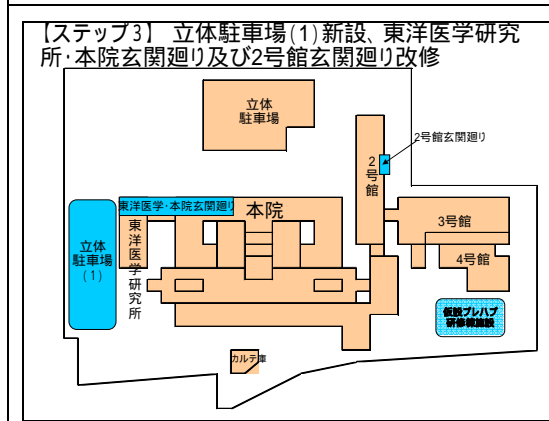 【ステップ3】 立体駐車場(1)新設、東洋医学研究
所・本院玄関廻り及び2号館玄関廻り改修
立体
駐車場
2号館玄関廻り
2号館
東洋医学・本院玄関廻り
本院
3号館
立体
駐車場
(1)
東洋医学研究所
4号館
仮設プレハブ
研修棟施設
カルテ庫